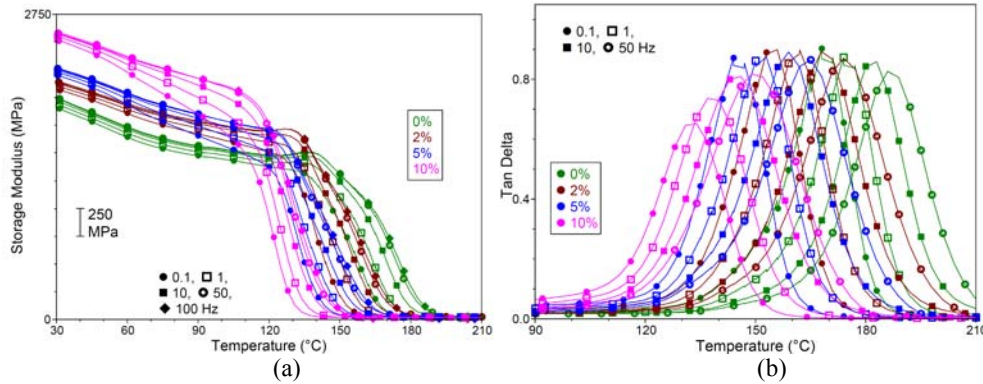 2750
Storage Modulus (MPa)
250
MPa
0%
2%
5%
10%
0.1, 1,
10, 50,
100 Hz
0
30 60 90 120 150 180 210
Temperature (°C)
(a)
Tan Delta
0.8
0.4
0.0
0.1, 1,
10, 50 Hz
0%
2%
5%
10%
90 120 150 180 210
Temperature (°C)
(b)